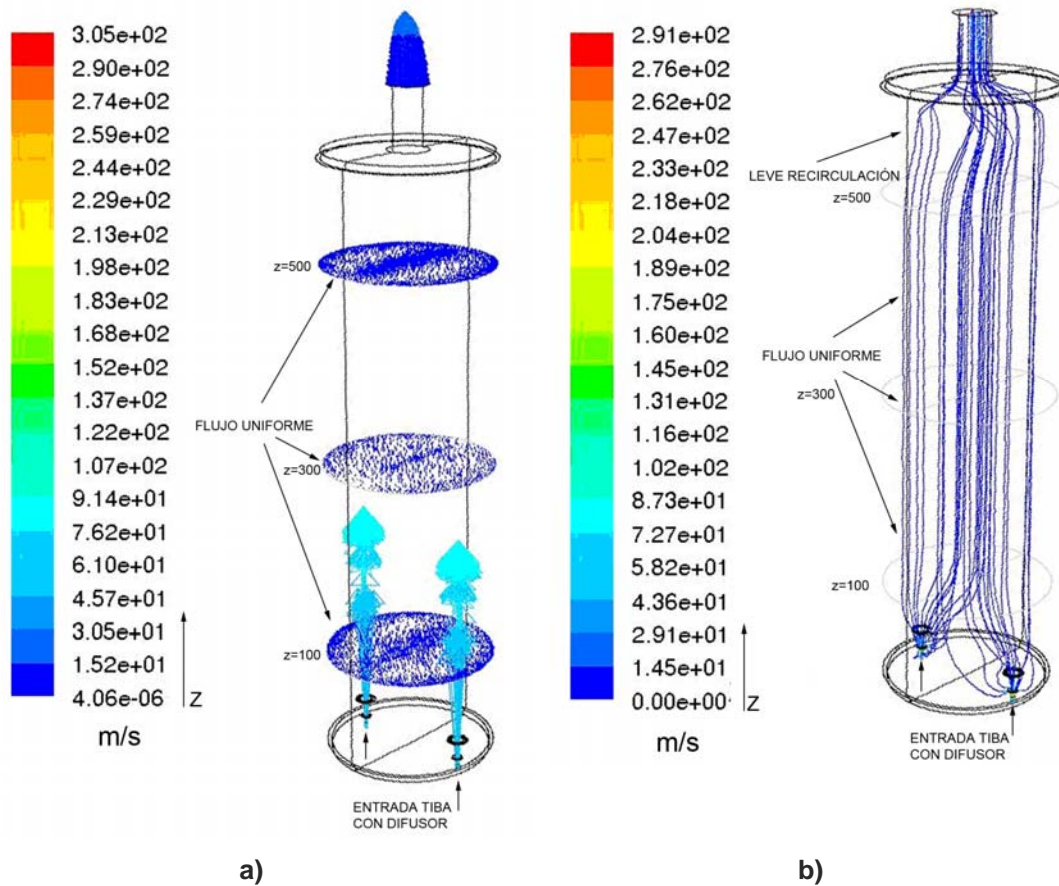 3.05e+02
2.90e+02
2.74e+02
2.59e+02
2.44e+02
2.29e+02
2.13e+02
1.98e+02
1.83e+02
1.68e+02
1.52e+02
1.37e+02
1.22e+02
1.07e+02
9.14e+01
7.62e+01
6.10e+01
4.57e+01
3.05e+01
1.52e+01
4.06e-06
m/s
Z
z=500
FLUJO UNIFORME
z=300
z=100
ENTRADA TIBA
CON DIFUSOR
a)
2.91e+02
2.76e+02
2.62e+02
2.47e+02
2.33e+02
2.18e+02
2.04e+02
1.89e+02
1.75e+02
1.60e+02
1.45e+02
1.31e+02
1.16e+02
1.02e+02
8.73e+01
7.27e+01
5.82e+01
4.36e+01
2.91e+01
1.45e+01
0.00e+00
m/s
Z
LEVE RECIRCULACIÓN
z=500
FLUJO UNIFORME
z=300
z=100
ENTRADA TIBA
CON DIFUSOR
b)